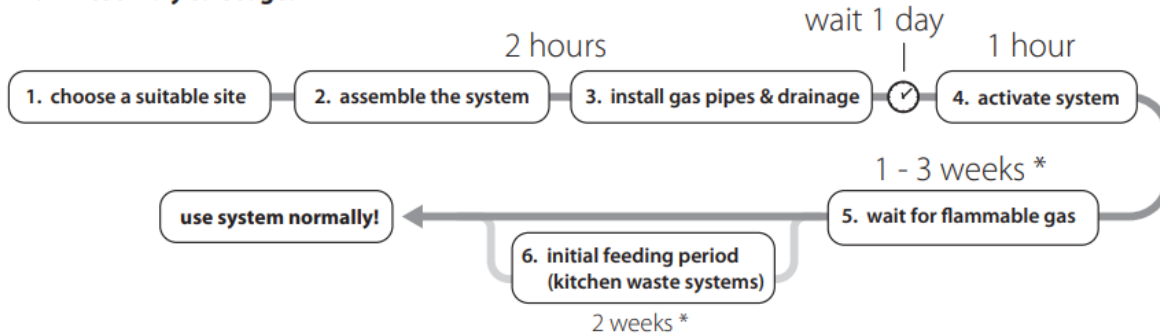 wait 1 day
2 hours
1 hour
1. choose a suitable site
2. assemble the system
3. install gas pipes & drainage
4. activate system
1 - 3 weeks *
5. wait for flammable gas
use system normally!
6. initial feeding period
(kitchen waste systems)
2 weeks *